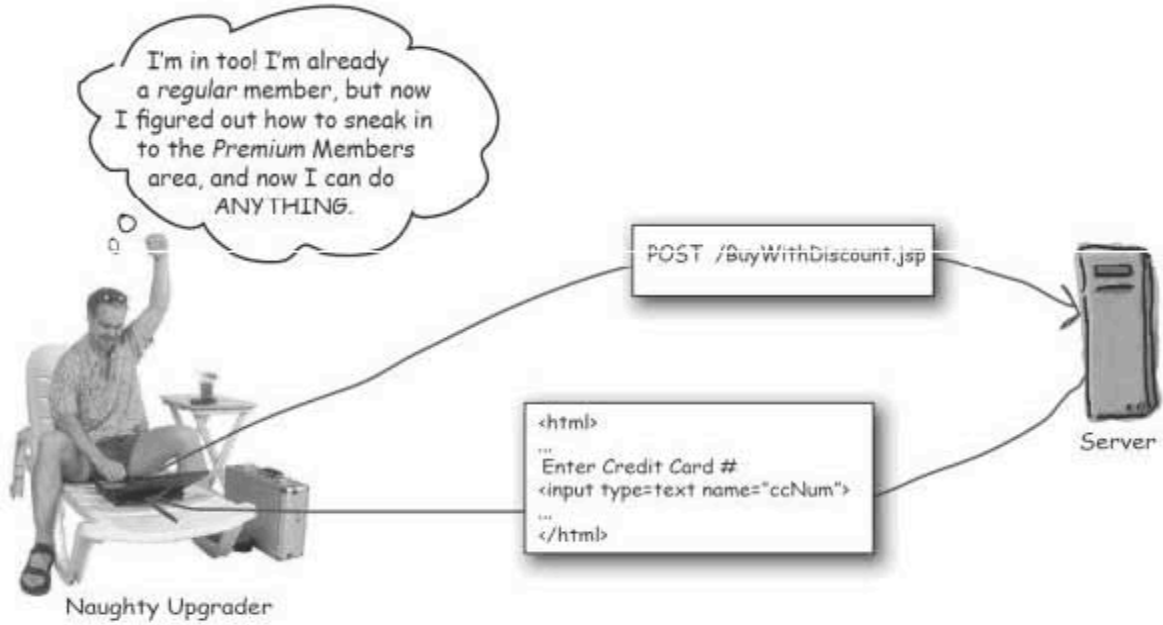 I'm in too! I'm already
a regular member, but now
I figured out how to sneak in
to the Premium Members
area, and now I can do
ANYTHING.
POST /BuyWithDiscount.jsp
<html>
...
Enter Credit Card #
<input type=text name="ccNum">
...
</html>
Server
Naughty Upgrader